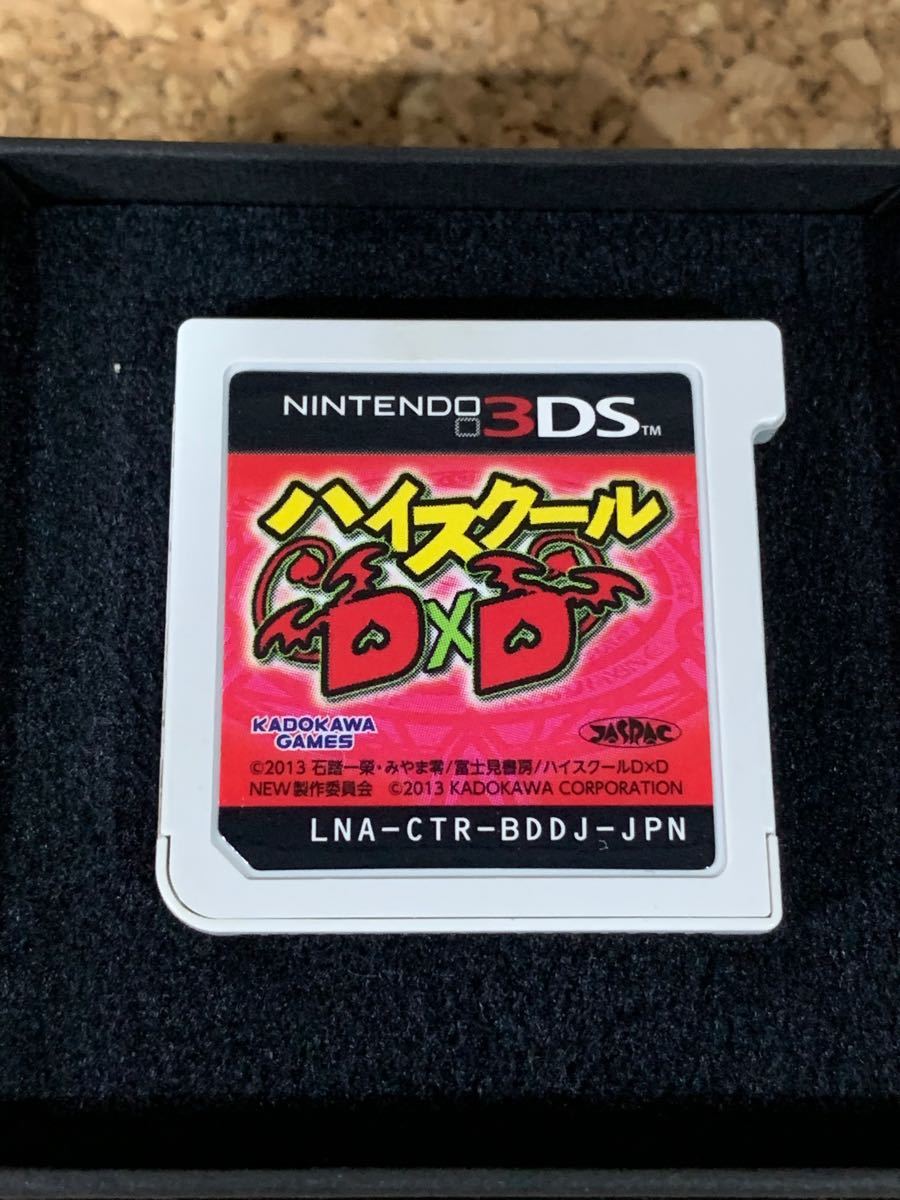 NINTENDO 3DS™
ハイスクール
D×D
KADOKAWA
GAMES
JASRAC
©2013 石踏一榮・みやま零/富士見書房/ハイスクールD×D
NEW製作委員会 ©2013 KADOKAWA CORPORATION
LNA-CTR-BDDJ-JPN